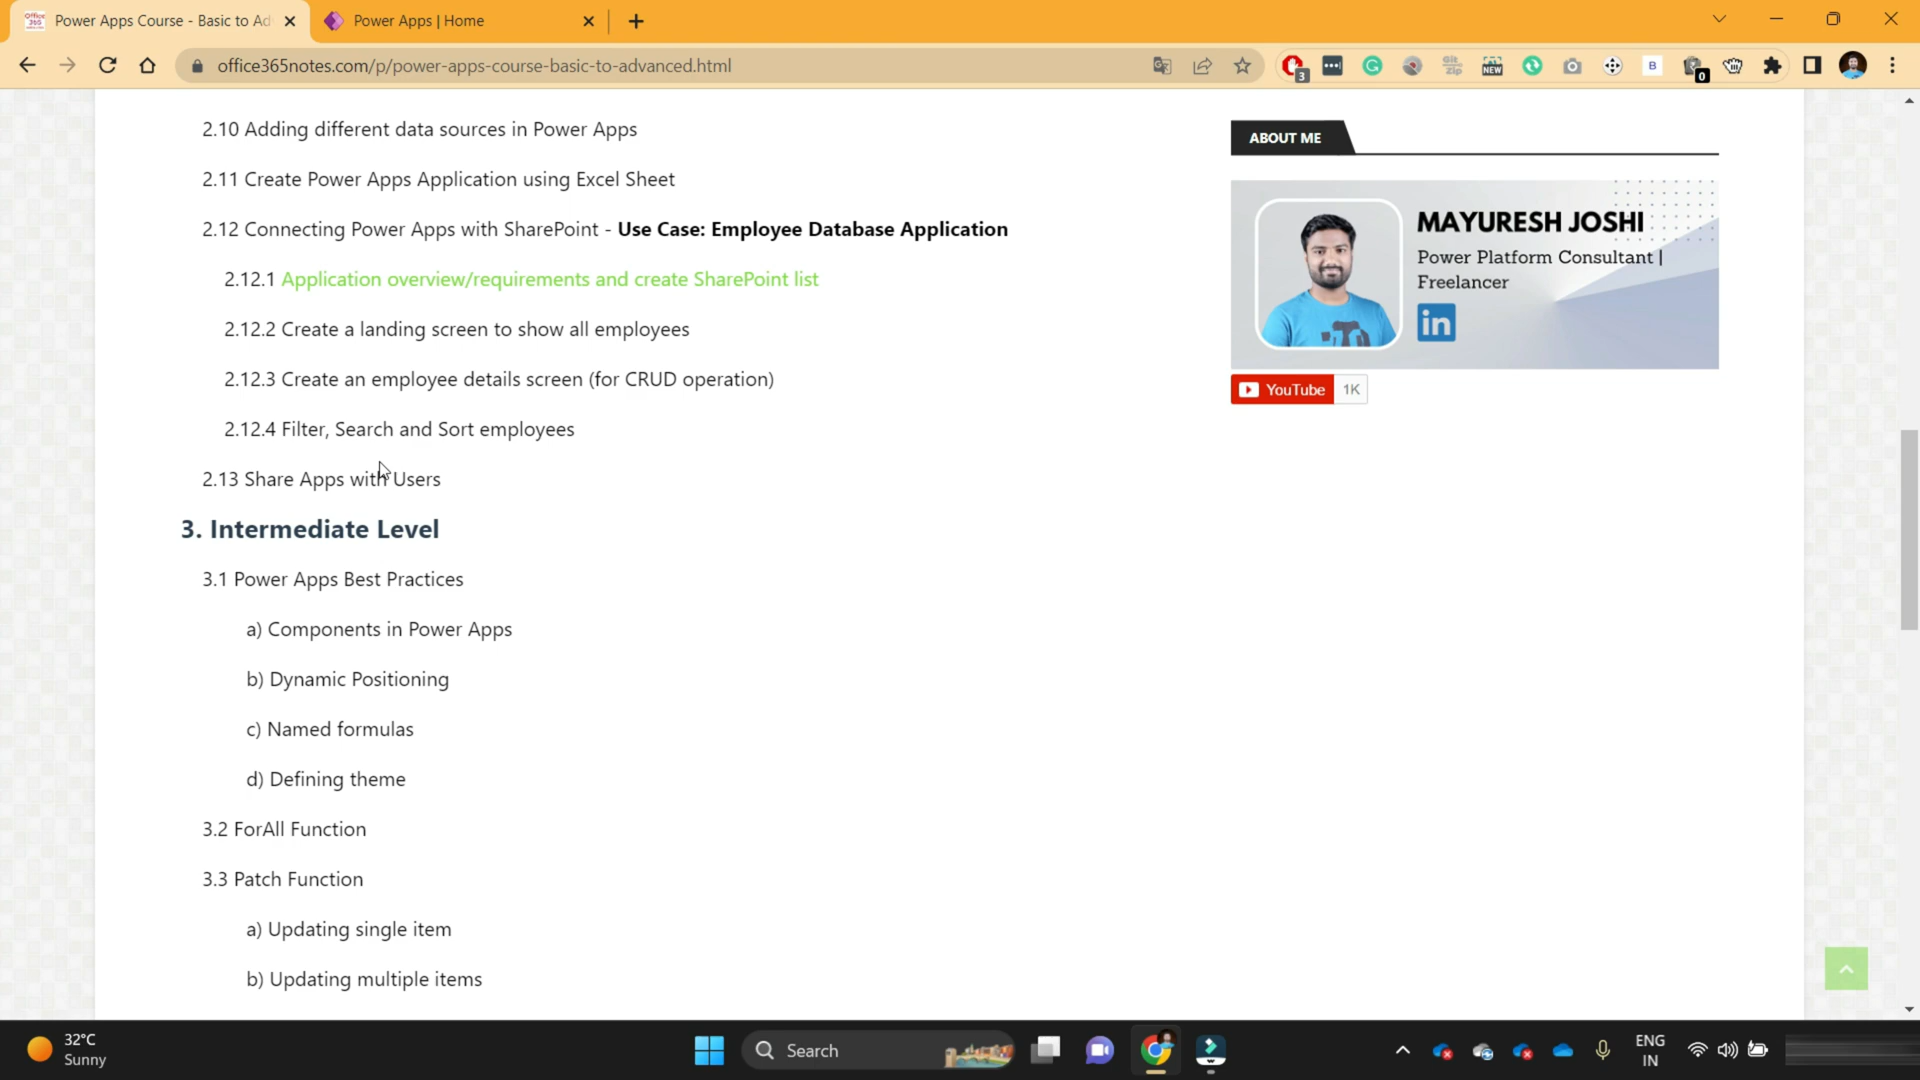 Power Apps Course - Basic to Ad
Power Apps | Home
office365notes.com/p/power-apps-course-basic-to-advanced.html
2.10 Adding different data sources in Power Apps
2.11 Create Power Apps Application using Excel Sheet
2.12 Connecting Power Apps with SharePoint - Use Case: Employee Database Application
2.12.1 Application overview/requirements and create SharePoint list
2.12.2 Create a landing screen to show all employees
2.12.3 Create an employee details screen (for CRUD operation)
2.12.4 Filter, Search and Sort employees
2.13 Share Apps with Users
3. Intermediate Level
3.1 Power Apps Best Practices
a) Components in Power Apps
b) Dynamic Positioning
c) Named formulas
d) Defining theme
3.2 ForAll Function
3.3 Patch Function
a) Updating single item
b) Updating multiple items
ABOUT ME
MAYURESH JOSHI
Power Platform Consultant |
Freelancer
in
YouTube 1K
32°C
Sunny
Search
ENG
IN
3
NEW
B
0